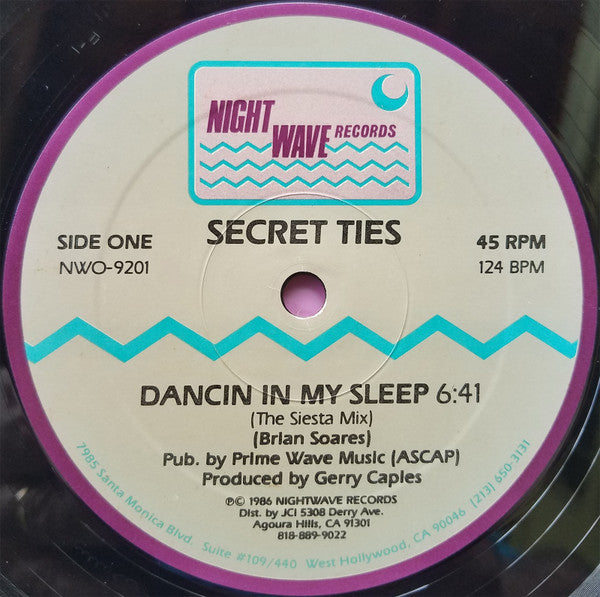 NIGHT
WAVE RECORDS
SECRET TIES
SIDE ONE
NWO-9201
45 RPM
124 BPM
DANCIN IN MY SLEEP 6:41
(The Siesta Mix)
(Brian Soares)
Pub. by Prime Wave Music (ASCAP)
Produced by Gerry Caples
℗© 1986 NIGHTWAVE RECORDS
Dist. by JCI 5308 Derry Ave.
Agoura Hills, CA 91301
818-889-9022
7985 Santa Monica Blvd. Suite #109/440 West Hollywood, CA 90046 (213) 650-3131